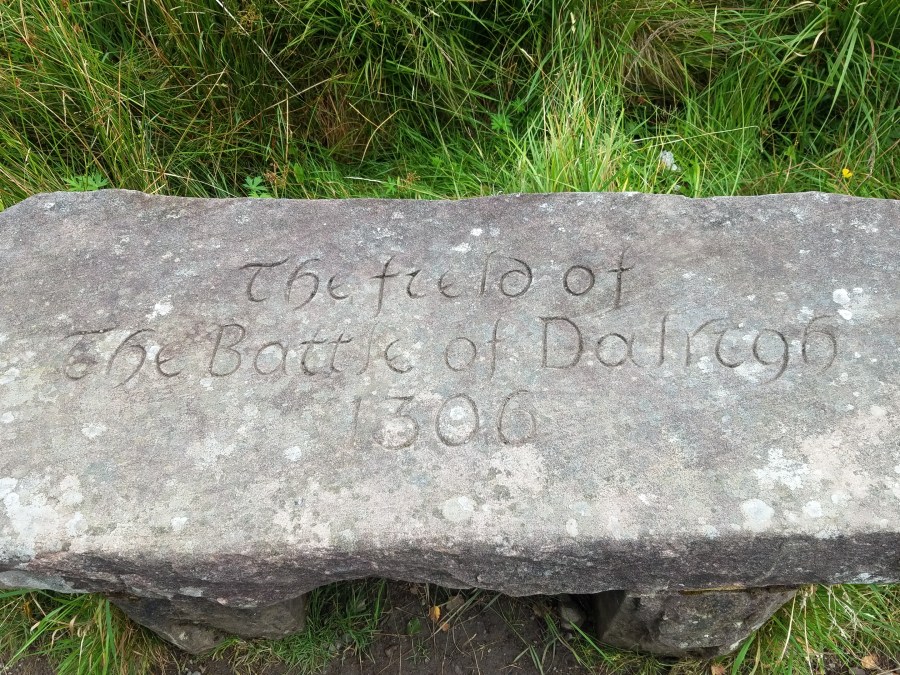 The field of
The Battle of Dalrigh
1306